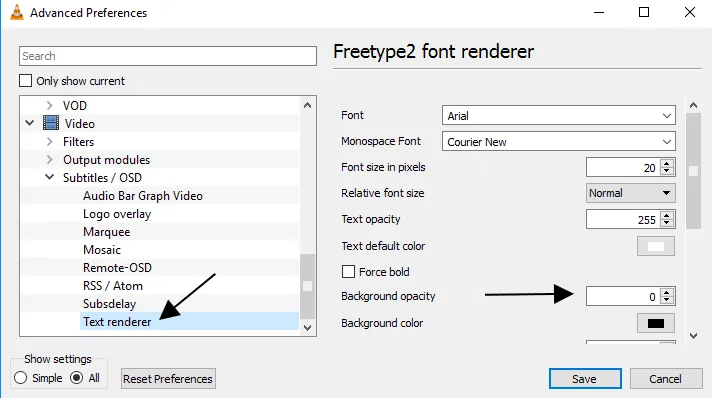 Advanced Preferences
Search
Only show current
VOD
Video
Filters
Output modules
Subtitles / OSD
Audio Bar Graph Video
Logo overlay
Marquee
Mosaic
Remote-OSD
RSS / Atom
Subsdelay
Text renderer
Show settings
Simple All
Reset Preferences
Freetype2 font renderer
Font Arial
Monospace Font Courier New
Font size in pixels 20
Relative font size Normal
Text opacity 255
Text default color
Force bold
Background opacity 0
Background color
Save Cancel